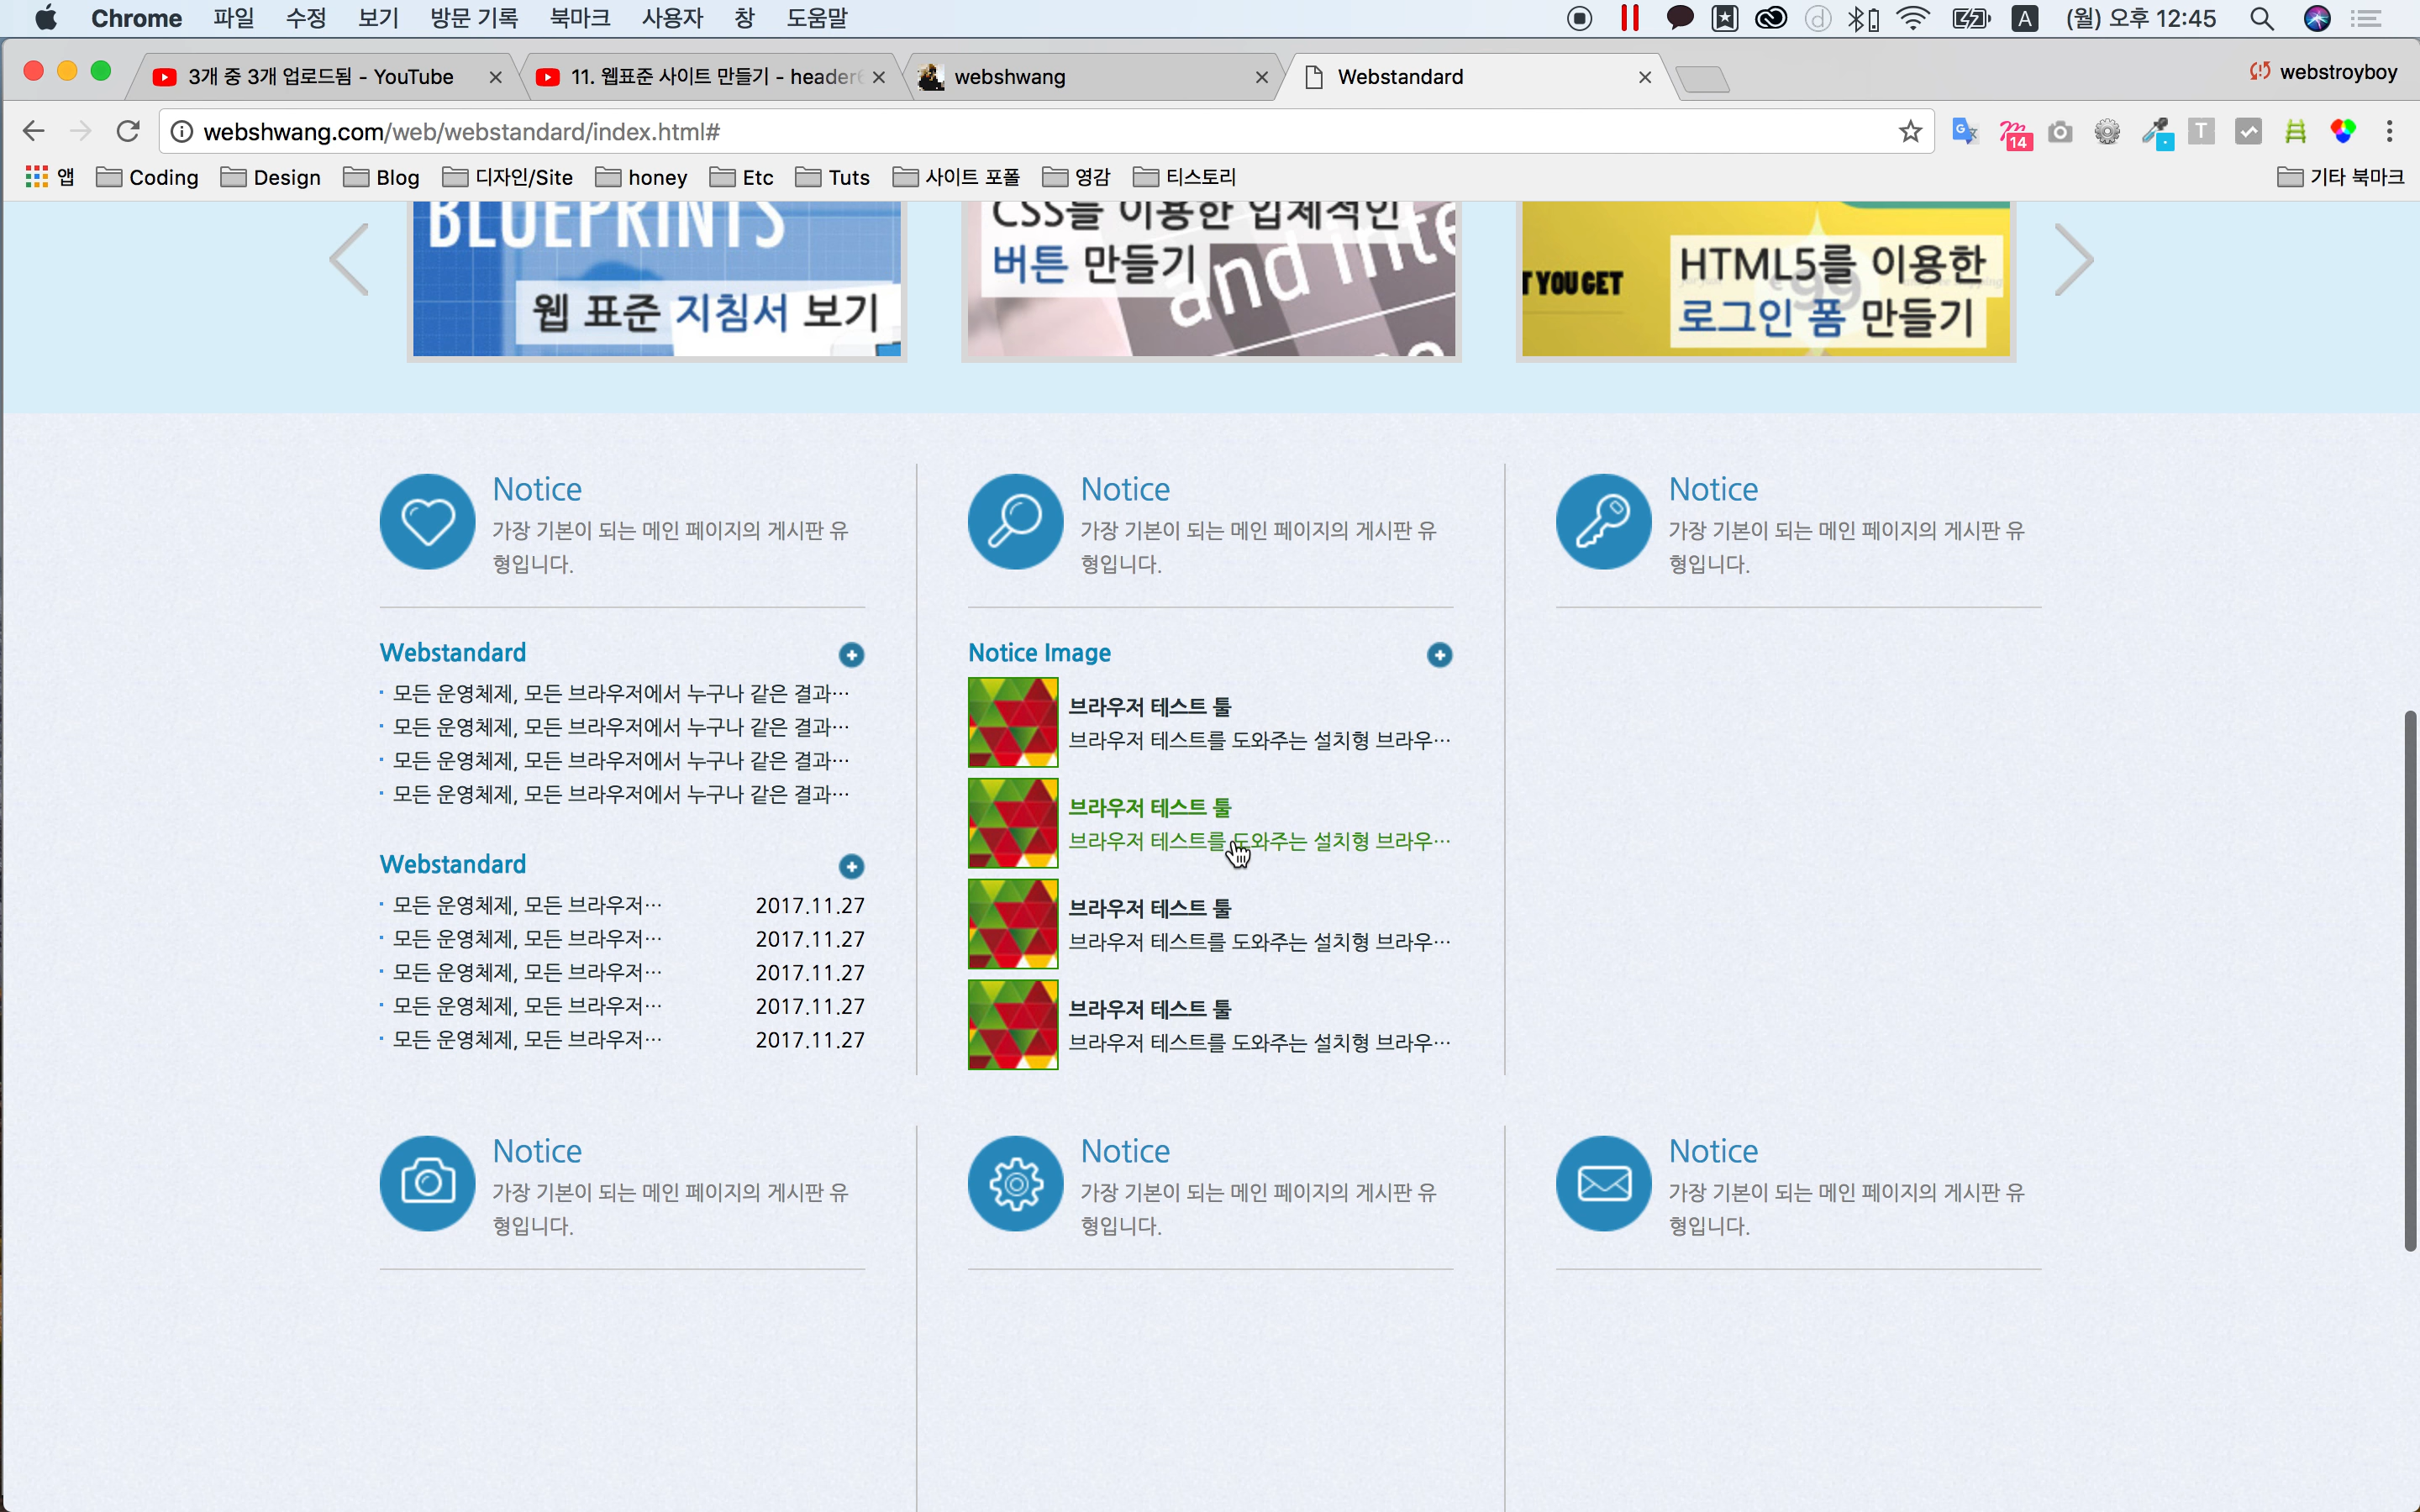 Chrome 파일 수정 보기 방문 기록 북마크 사용자 창 도움말 A (월) 오후 12:45
3개 중 3개 업로드됨 - YouTube
11. 웹표준 사이트 만들기 - header
webshwang
Webstandard
webstroyboy
webshwang.com/web/webstandard/index.html#
14
앱 Coding Design Blog 디자인/Site honey Etc Tuts 사이트 포폴 영감 티스토리 기타 북마크
BLUEPRINTS
웹 표준 지침서 보기
CSS를 이용한 입체적인
버튼 만들기
and inte
T YOU GET
€99
HTML5를 이용한
로그인 폼 만들기
Notice
가장 기본이 되는 메인 페이지의 게시판 유
형입니다.
Notice
가장 기본이 되는 메인 페이지의 게시판 유
형입니다.
Notice
가장 기본이 되는 메인 페이지의 게시판 유
형입니다.
Webstandard
모든 운영체제, 모든 브라우저에서 누구나 같은 결과…
모든 운영체제, 모든 브라우저에서 누구나 같은 결과…
모든 운영체제, 모든 브라우저에서 누구나 같은 결과…
모든 운영체제, 모든 브라우저에서 누구나 같은 결과…
Webstandard
모든 운영체제, 모든 브라우저… 2017.11.27
모든 운영체제, 모든 브라우저… 2017.11.27
모든 운영체제, 모든 브라우저… 2017.11.27
모든 운영체제, 모든 브라우저… 2017.11.27
모든 운영체제, 모든 브라우저… 2017.11.27
Notice Image
브라우저 테스트 툴
브라우저 테스트를 도와주는 설치형 브라우…
브라우저 테스트 툴
브라우저 테스트를 도와주는 설치형 브라우…
브라우저 테스트 툴
브라우저 테스트를 도와주는 설치형 브라우…
브라우저 테스트 툴
브라우저 테스트를 도와주는 설치형 브라우…
Notice
가장 기본이 되는 메인 페이지의 게시판 유
형입니다.
Notice
가장 기본이 되는 메인 페이지의 게시판 유
형입니다.
Notice
가장 기본이 되는 메인 페이지의 게시판 유
형입니다.